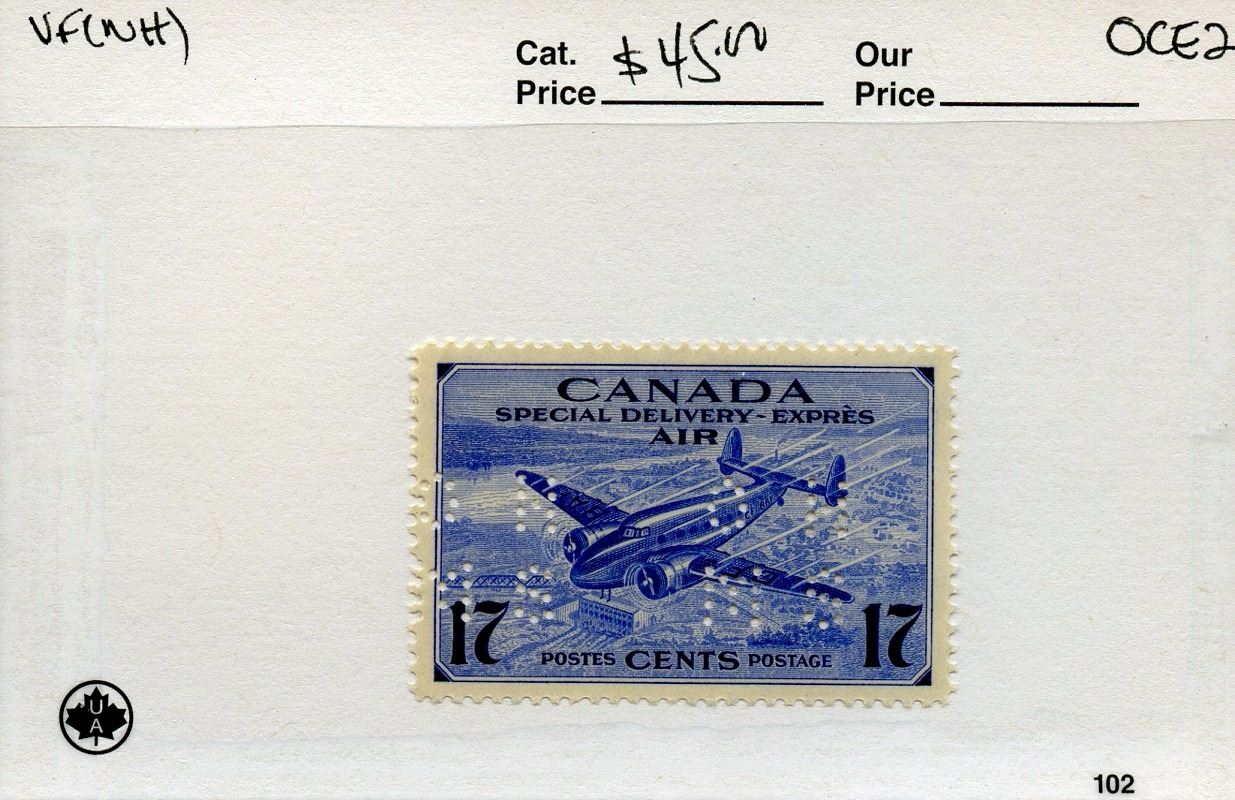 VF(NH)
Cat. Price $45.00
Our Price
OCE2
CANADA
SPECIAL DELIVERY-EXPRÈS
AIR
17 POSTES CENTS POSTAGE 17
UA
102